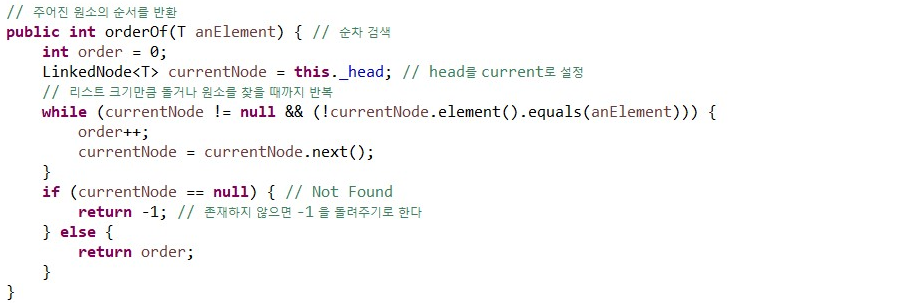 // 주어진 원소의 순서를 반환
public int orderOf(T anElement) { // 순차 검색
    int order = 0;
    LinkedNode<T> currentNode = this._head; // head를 current로 설정
    // 리스트 크기만큼 돌거나 원소를 찾을 때까지 반복
    while (currentNode != null && (!currentNode.element().equals(anElement))) {
        order++;
        currentNode = currentNode.next();
    }
    if (currentNode == null) { // Not Found
        return -1; // 존재하지 않으면 -1 을 돌려주기로 한다
    } else {
        return order;
    }
}